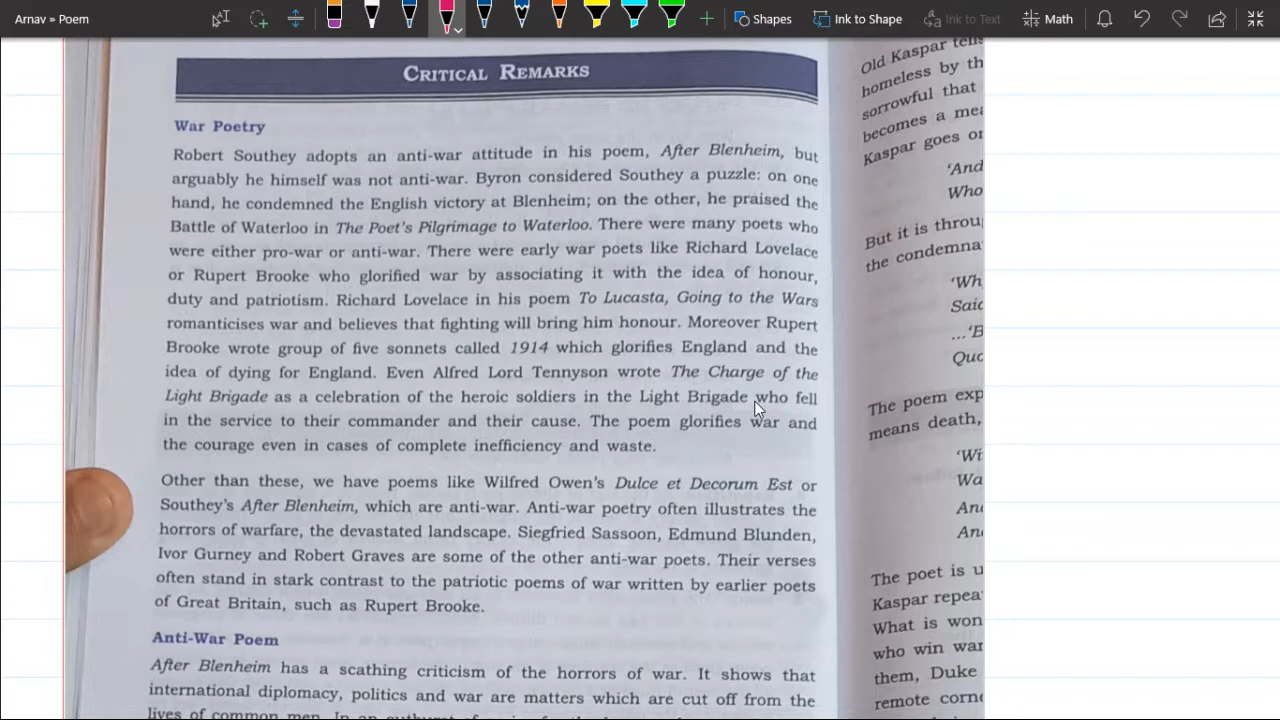 Arnav » Poem
Shapes
Ink to Shape
Ink to Text
Math
CRITICAL REMARKS
War Poetry
Robert Southey adopts an anti-war attitude in his poem, After Blenheim, but
arguably he himself was not anti-war. Byron considered Southey a puzzle: on one
hand, he condemned the English victory at Blenheim; on the other, he praised the
Battle of Waterloo in The Poet's Pilgrimage to Waterloo. There were many poets who
were either pro-war or anti-war. There were early war poets like Richard Lovelace
or Rupert Brooke who glorified war by associating it with the idea of honour,
duty and patriotism. Richard Lovelace in his poem To Lucasta, Going to the Wars
romanticises war and believes that fighting will bring him honour. Moreover Rupert
Brooke wrote group of five sonnets called 1914 which glorifies England and the
idea of dying for England. Even Alfred Lord Tennyson wrote The Charge of the
Light Brigade as a celebration of the heroic soldiers in the Light Brigade who fell
in the service to their commander and their cause. The poem glorifies war and
the courage even in cases of complete inefficiency and waste.
Other than these, we have poems like Wilfred Owen's Dulce et Decorum Est or
Southey's After Blenheim, which are anti-war. Anti-war poetry often illustrates the
horrors of warfare, the devastated landscape. Siegfried Sassoon, Edmund Blunden,
Ivor Gurney and Robert Graves are some of the other anti-war poets. Their verses
often stand in stark contrast to the patriotic poems of war written by earlier poets
of Great Britain, such as Rupert Brooke.
Anti-War Poem
After Blenheim has a scathing criticism of the horrors of war. It shows that
international diplomacy, politics and war are matters which are cut off from the
lives of common men. In an
Old Kaspar tells
homeless by th
sorrowful that
becomes a mea
Kaspar goes on
'And
Who
But it is throug
the condemna
'Wh
Said
...'B
Quo
The poem exp
means death,
'Wi
Wa
And
And
The poet is u
Kaspar repea
What is won
who win war
them, Duke
remote corne